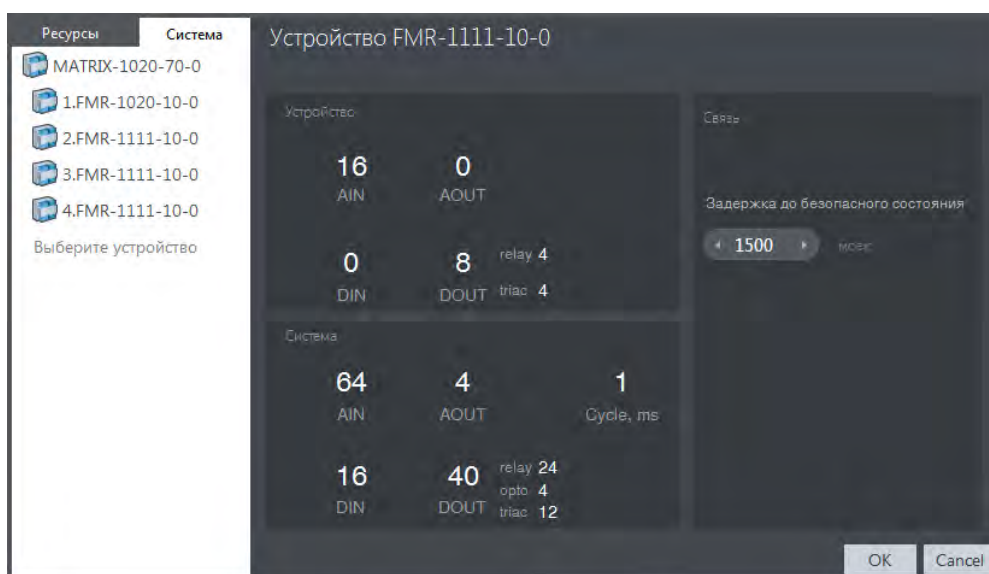 Ресурсы
Система
MATRIX-1020-70-0
1.FMR-1020-10-0
2.FMR-1111-10-0
3.FMR-1111-10-0
4.FMR-1111-10-0
Выберите устройство
Устройство FMR-1111-10-0
Устройство
16 0
AIN AOUT
0 8 relay 4
DIN DOUT triac 4
Система
64 4 1
AIN AOUT Cycle, ms
16 40 relay 24
opto 4
DIN DOUT triac 12
Связь
Задержка до безопасного состояния
1500 мсек
OK Cancel